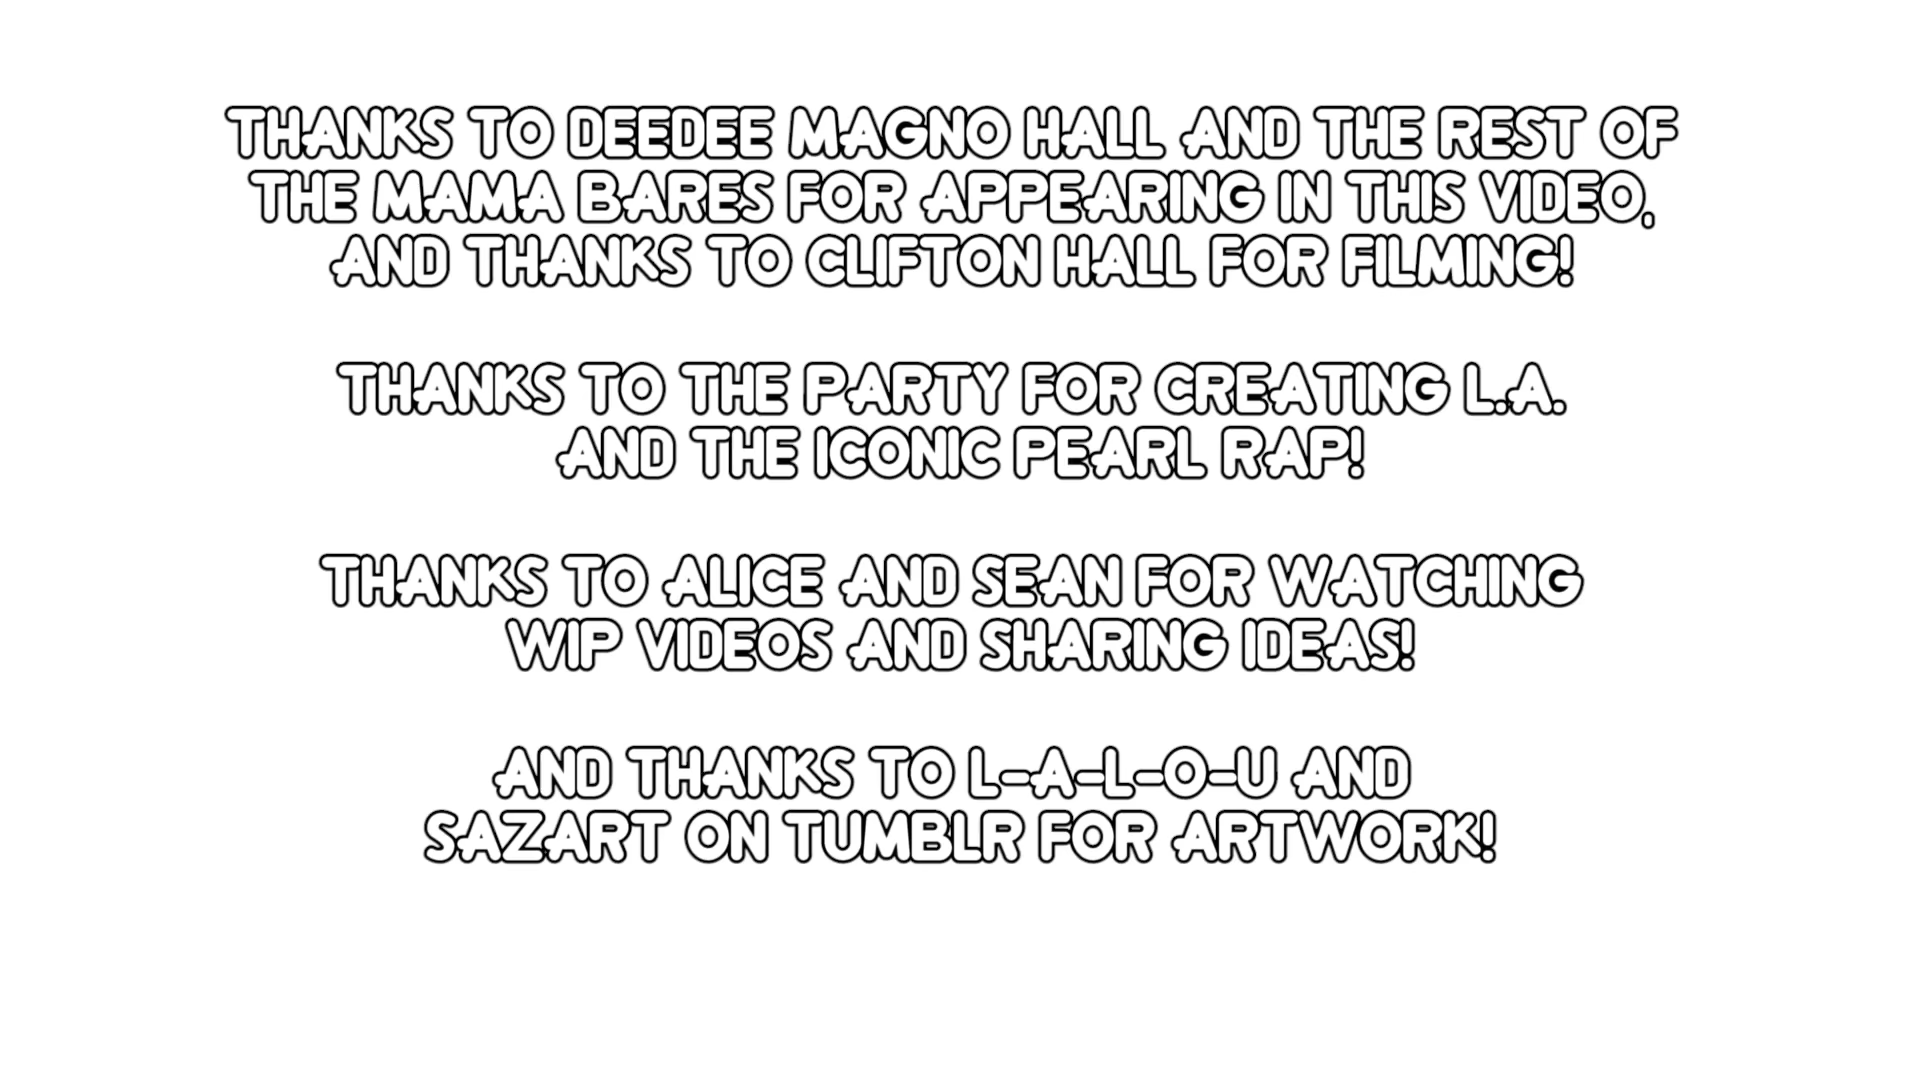 THANKS TO DEEDEE MAGNO HALL AND THE REST OF
THE MAMA BARES FOR APPEARING IN THIS VIDEO,
AND THANKS TO CLIFTON HALL FOR FILMING!
THANKS TO THE PARTY FOR CREATING L.A.
AND THE ICONIC PEARL RAP!
THANKS TO ALICE AND SEAN FOR WATCHING
WIP VIDEOS AND SHARING IDEAS!
AND THANKS TO L-A-L-O-U AND
SAZART ON TUMBLR FOR ARTWORK!